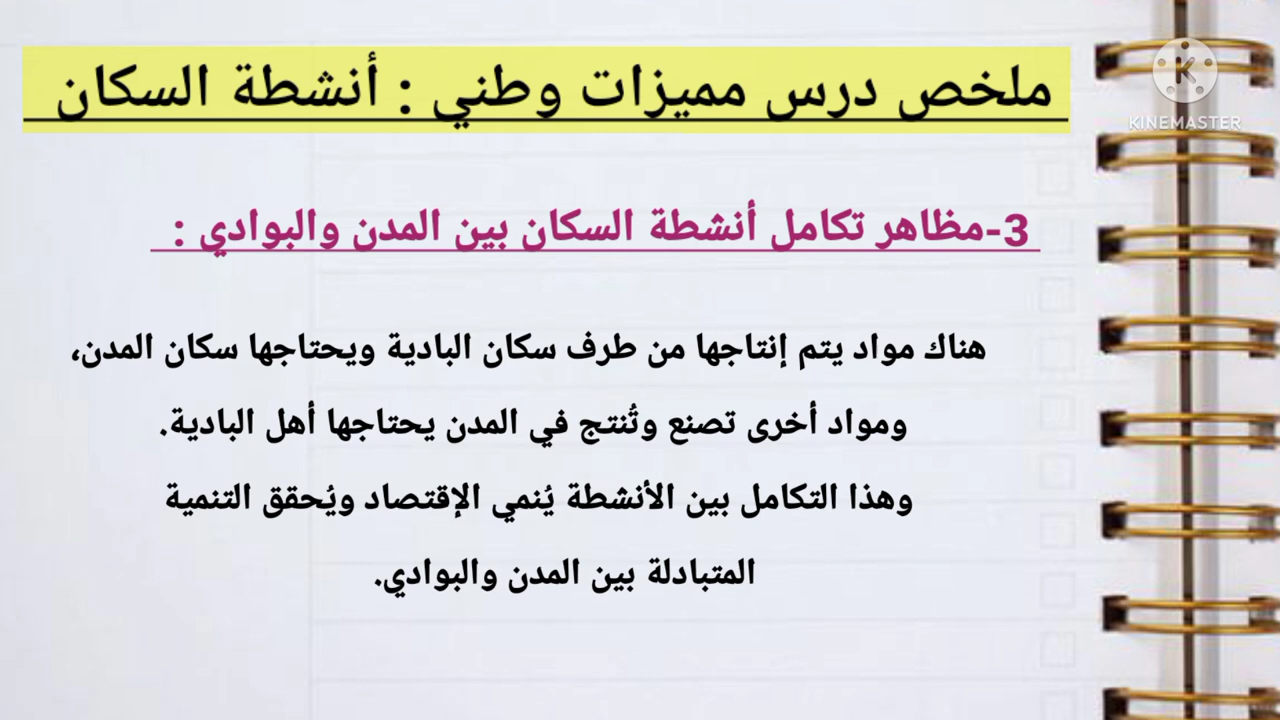 ملخص درس مميزات وطني : أنشطة السكان
KINEMASTER
3-مظاهر تكامل أنشطة السكان بين المدن والبوادي :
هناك مواد يتم إنتاجها من طرف سكان البادية ويحتاجها سكان المدن،
ومواد أخرى تصنع وتُنتج في المدن يحتاجها أهل البادية.
وهذا التكامل بين الأنشطة يُنمي الإقتصاد ويُحقق التنمية
المتبادلة بين المدن والبوادي.